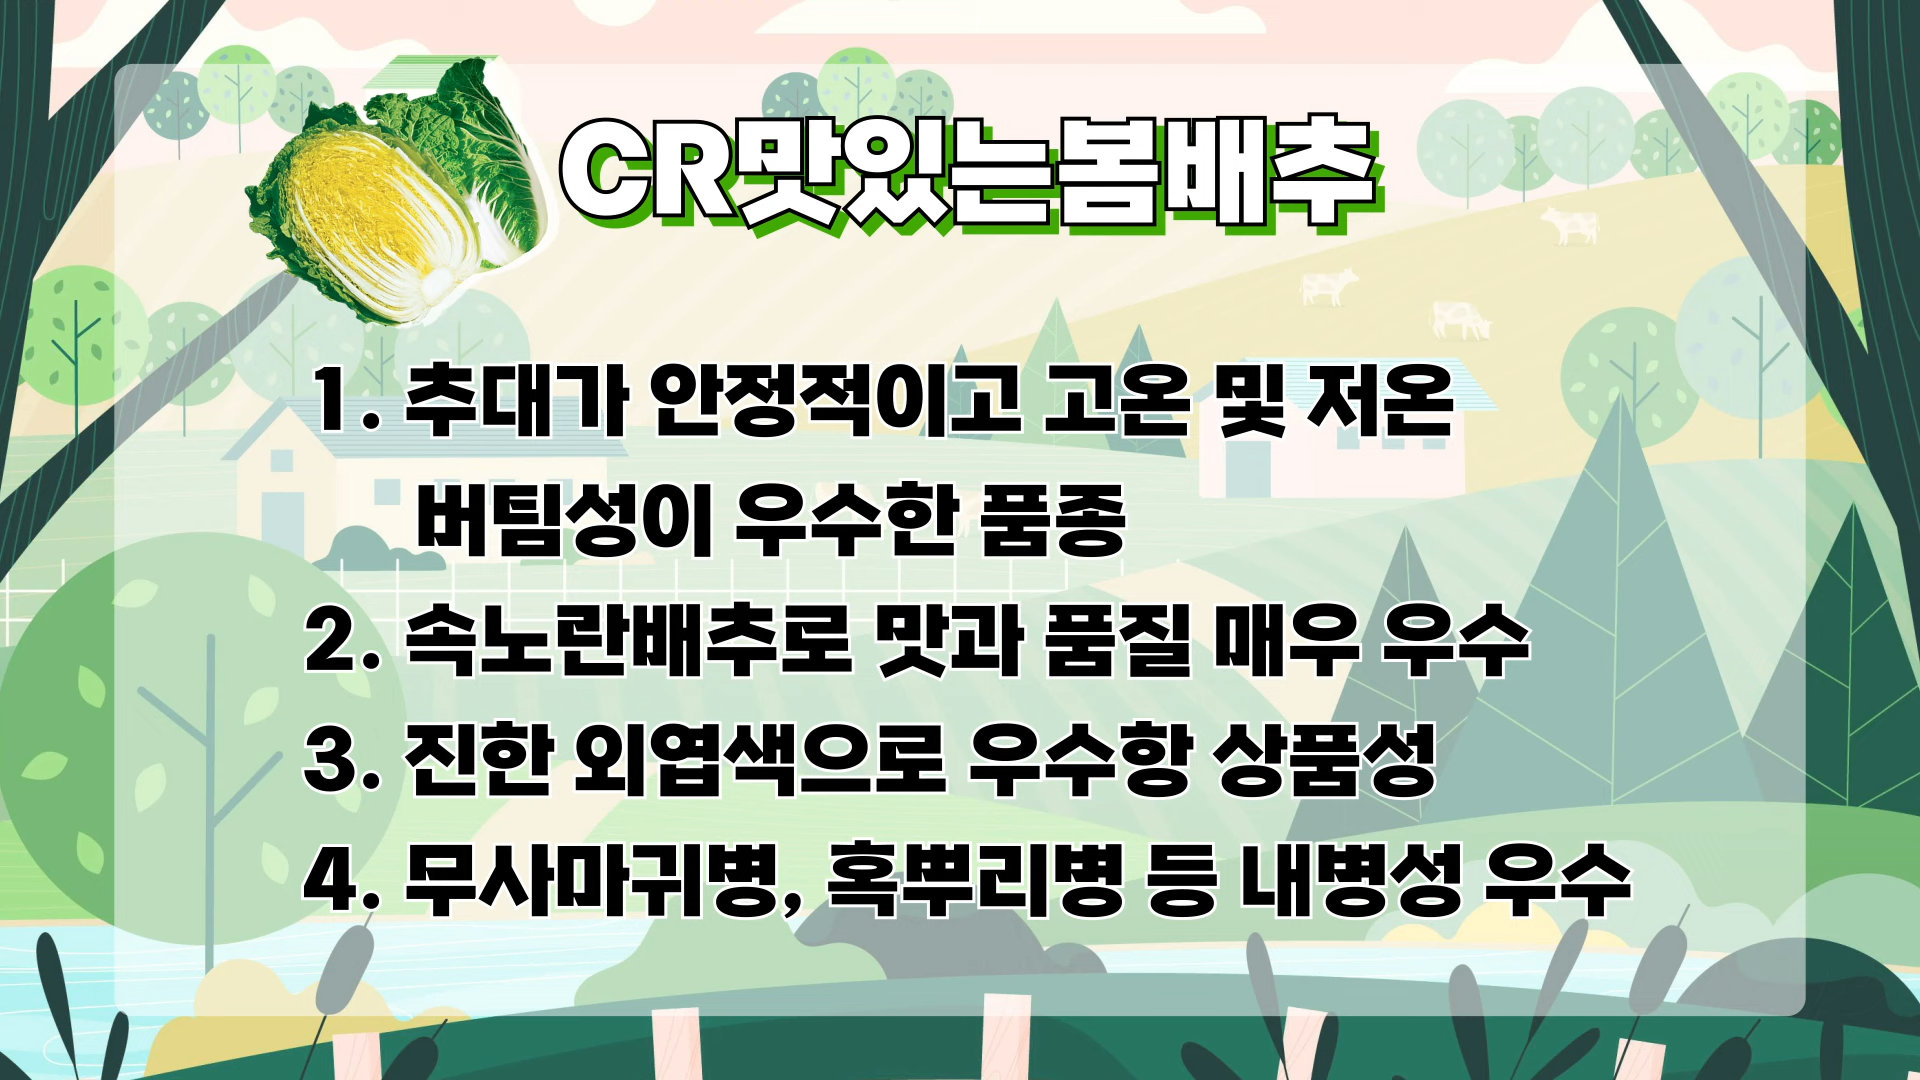 CR맛있는봄배추
1. 추대가 안정적이고 고온 및 저온
버팀성이 우수한 품종
2. 속노란배추로 맛과 품질 매우 우수
3. 진한 외엽색으로 우수항 상품성
4. 무사마귀병, 혹뿌리병 등 내병성 우수